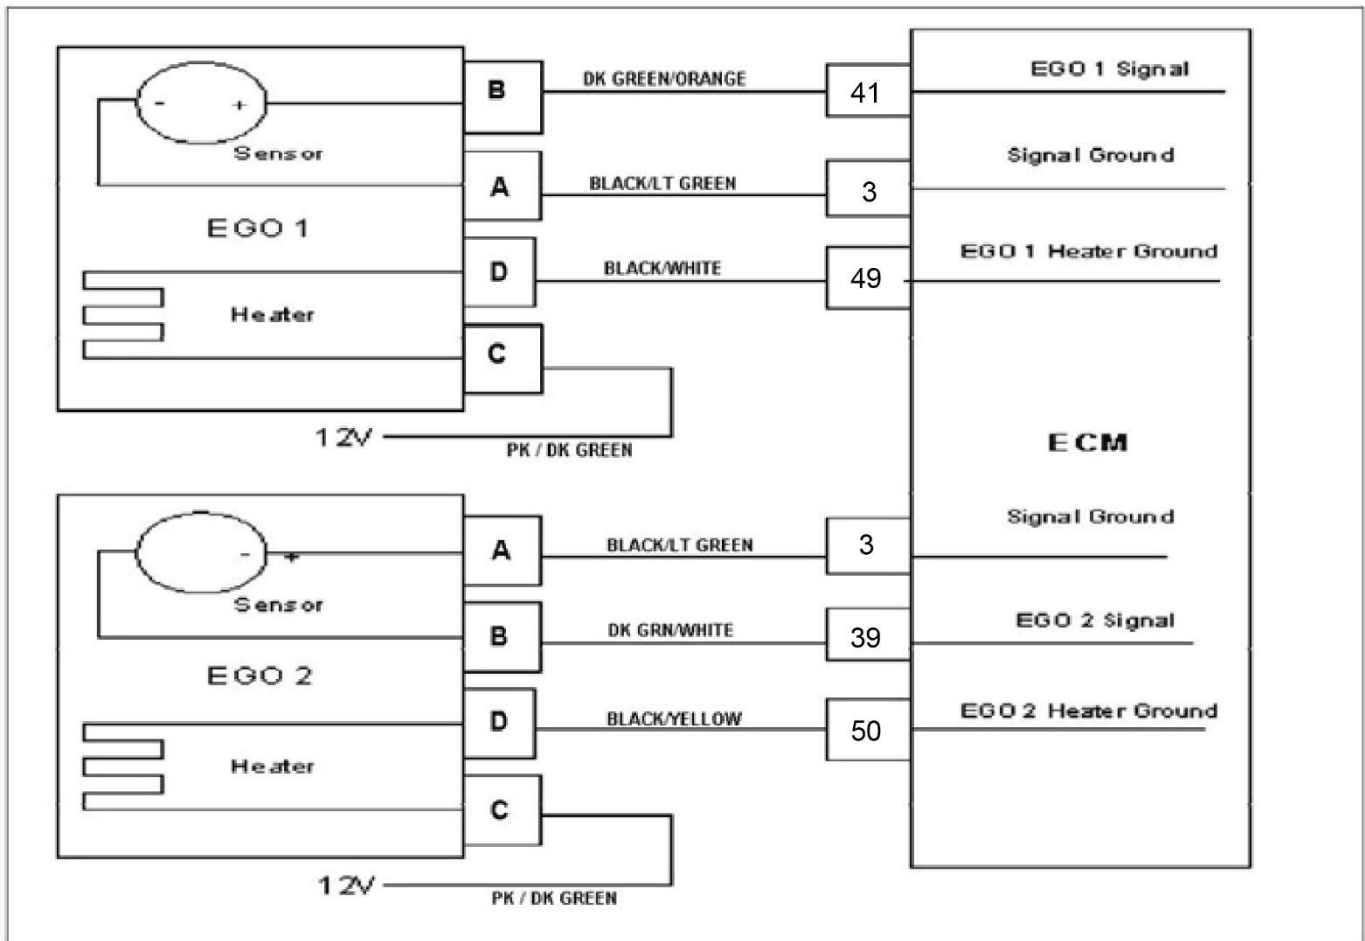 B
DK GREEN/ORANGE
41
EGO 1 Signal
- +
Sensor
A
BLACK/LT GREEN
3
Signal Ground
EGO 1
D
BLACK/WHITE
49
EGO 1 Heater Ground
Heater
C
12V
PK / DK GREEN
ECM
A
BLACK/LT GREEN
3
Signal Ground
- +
Sensor
B
DK GRN/WHITE
39
EGO 2 Signal
EGO 2
D
BLACK/YELLOW
50
EGO 2 Heater Ground
Heater
C
12V
PK / DK GREEN